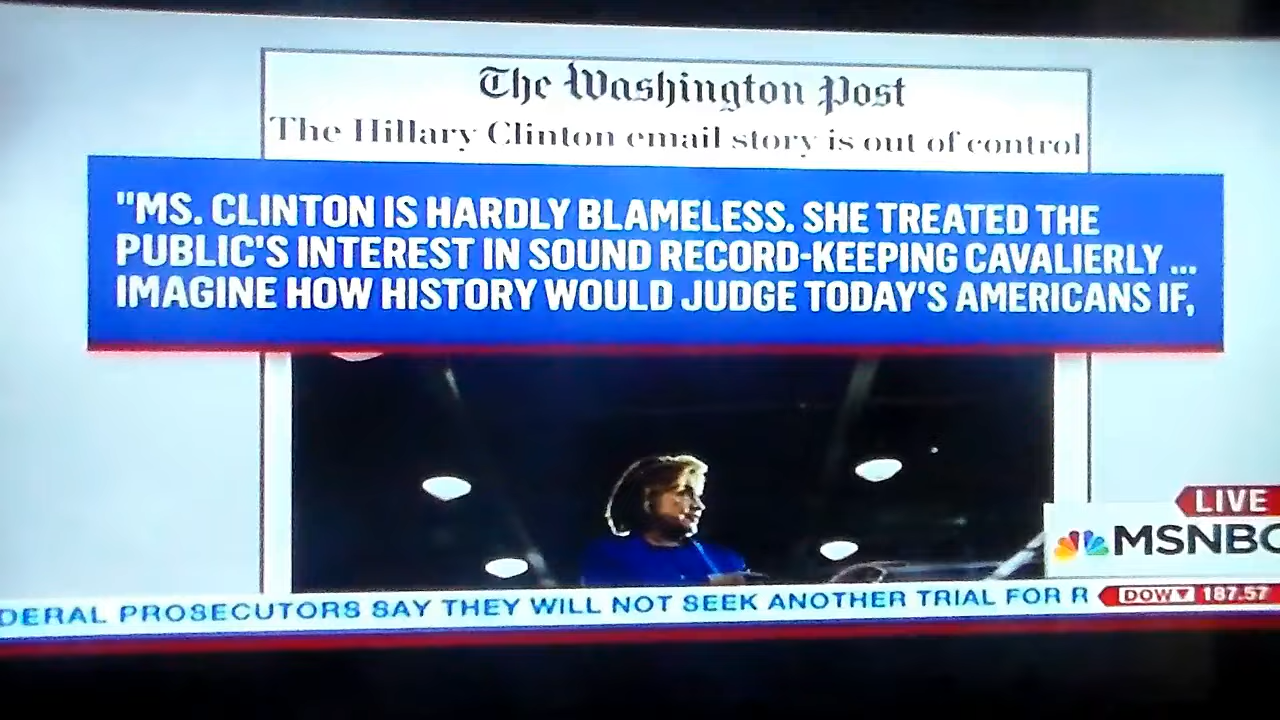 The Washington Post
The Hillary Clinton email story is out of control
"MS. CLINTON IS HARDLY BLAMELESS. SHE TREATED THE
PUBLIC'S INTEREST IN SOUND RECORD-KEEPING CAVALIERLY ...
IMAGINE HOW HISTORY WOULD JUDGE TODAY'S AMERICANS IF,
LIVE
MSNBC
DERAL PROSECUTORS SAY THEY WILL NOT SEEK ANOTHER TRIAL FOR R
DOW ▼ 187.57